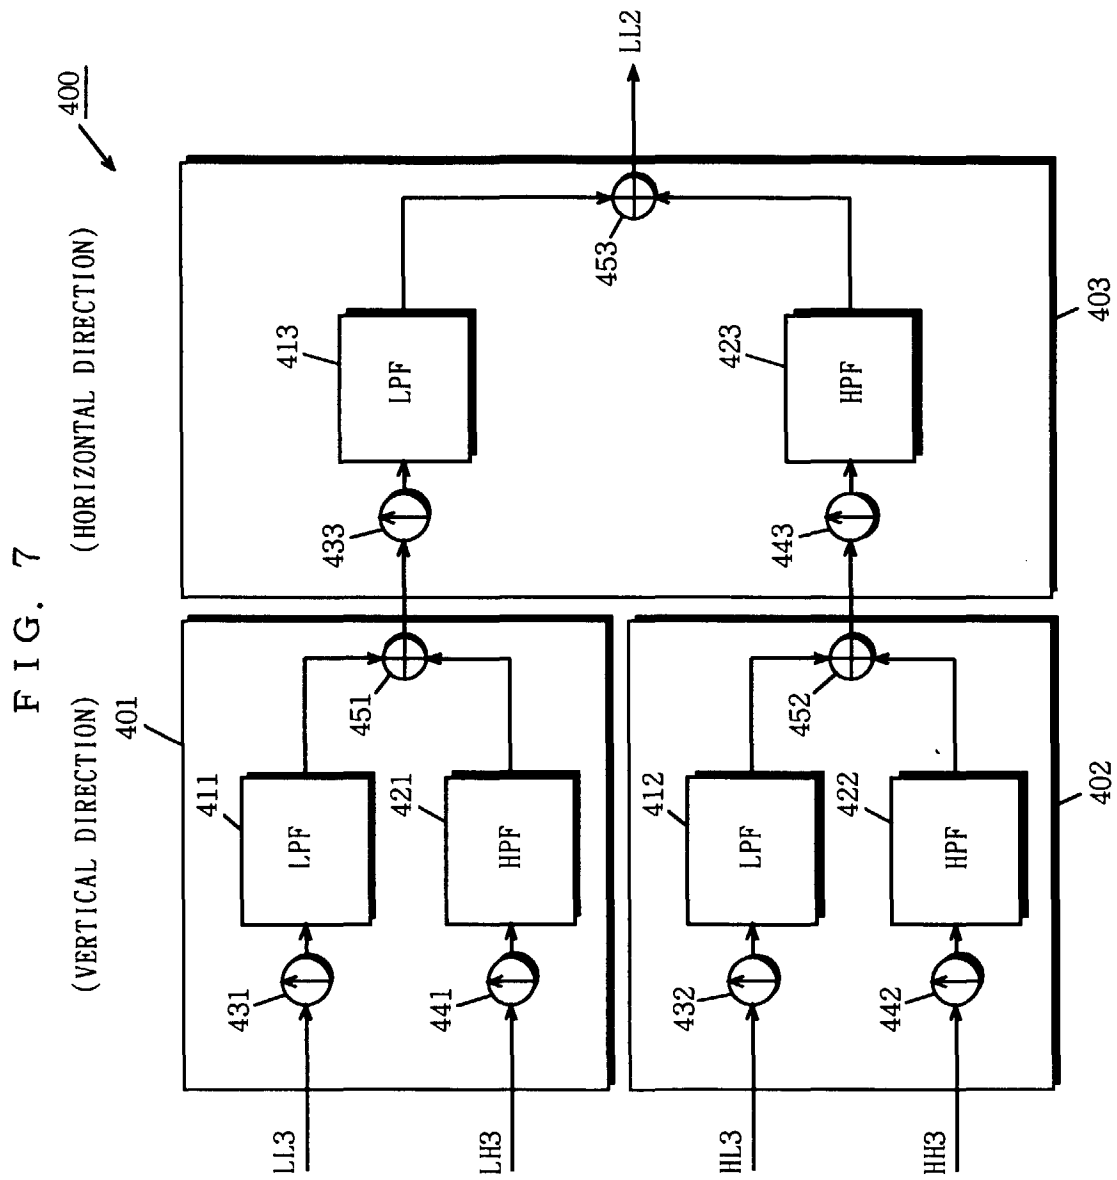 FIG. 7
(VERTICAL DIRECTION)
(HORIZONTAL DIRECTION)
400
401
LL3
431
411
LPF
451
LH3
441
421
HPF
402
HL3
432
412
LPF
452
HH3
442
422
HPF
403
433
413
LPF
453
LL2
443
423
HPF